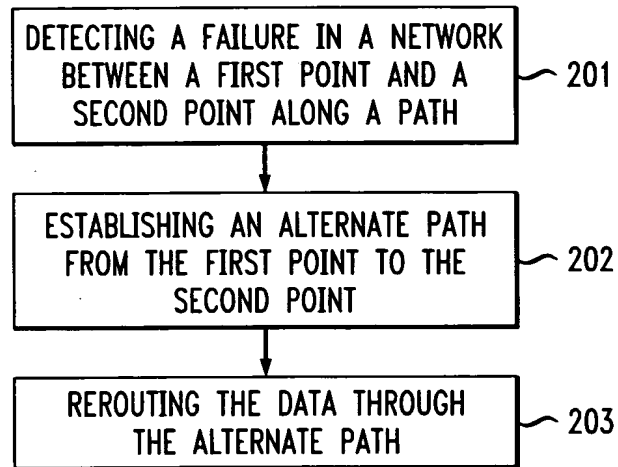 DETECTING A FAILURE IN A NETWORK
BETWEEN A FIRST POINT AND A
SECOND POINT ALONG A PATH
201
ESTABLISHING AN ALTERNATE PATH
FROM THE FIRST POINT TO THE
SECOND POINT
202
REROUTING THE DATA THROUGH
THE ALTERNATE PATH
203